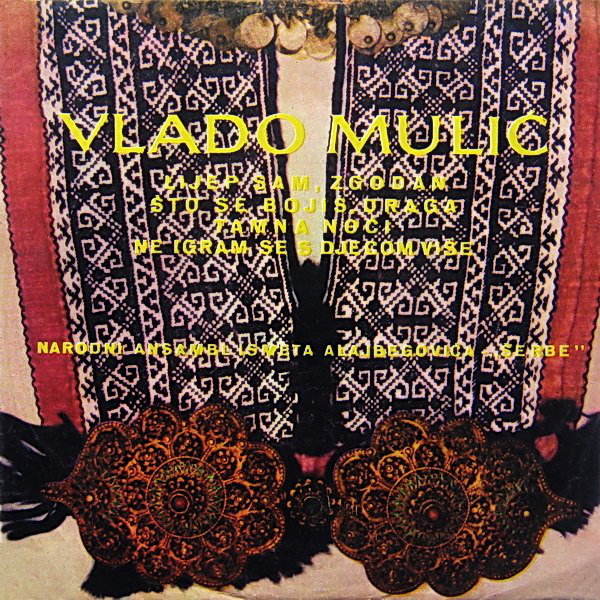 VLADO MULIC
LIJEP SAM, ZGODAN
ŠTO SE BOJIŠ, DRAGA
TAMNA NOĆI
NE IGRAM SE S DJECOM VIŠE
NARODNI ANSAMBL ISMETA ALAJBEGOVIĆA - ŠERBE"